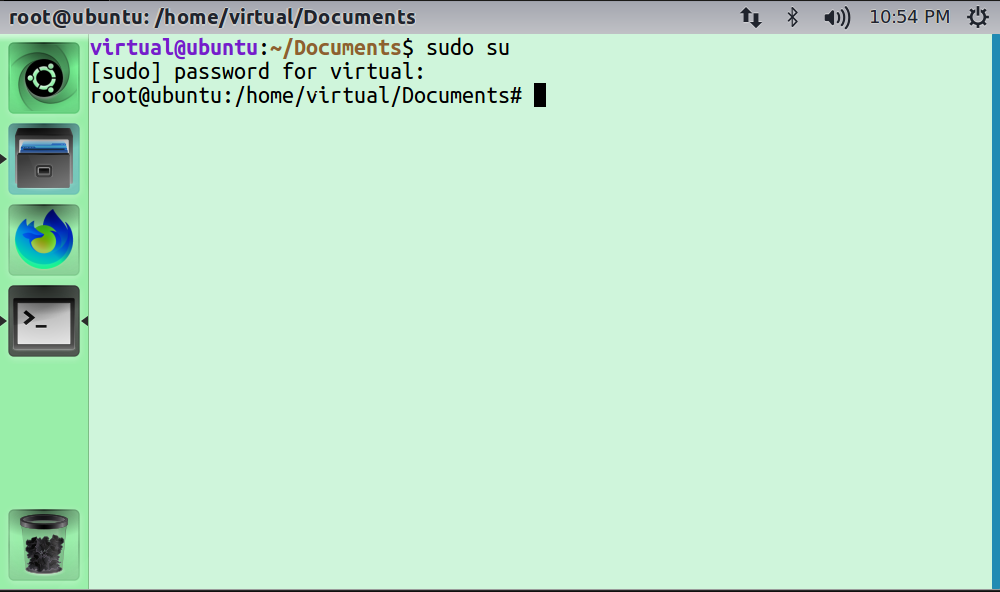 root@ubuntu: /home/virtual/Documents
10:54 PM
virtual@ubuntu:~/Documents$ sudo su
[sudo] password for virtual:
root@ubuntu:/home/virtual/Documents#
>_